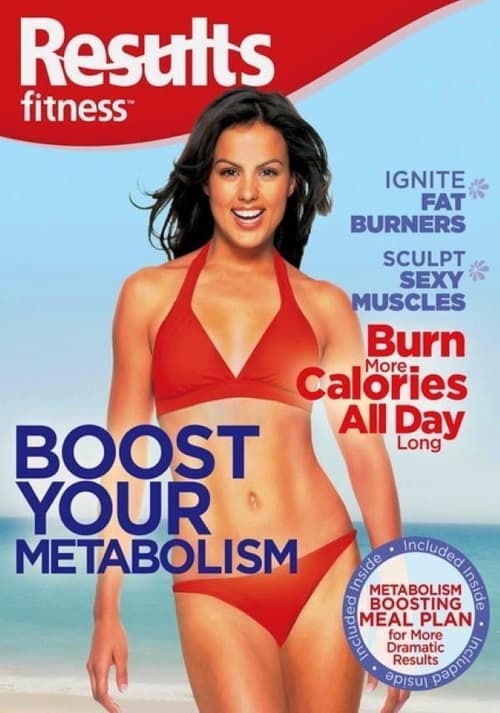 Results
fitness™
IGNITE
FAT
BURNERS
SCULPT
SEXY
MUSCLES
Burn
More
Calories
All Day
Long
BOOST
YOUR
METABOLISM
Included Inside • Included Inside • Included Inside •
METABOLISM
BOOSTING
MEAL PLAN
for More
Dramatic
Results